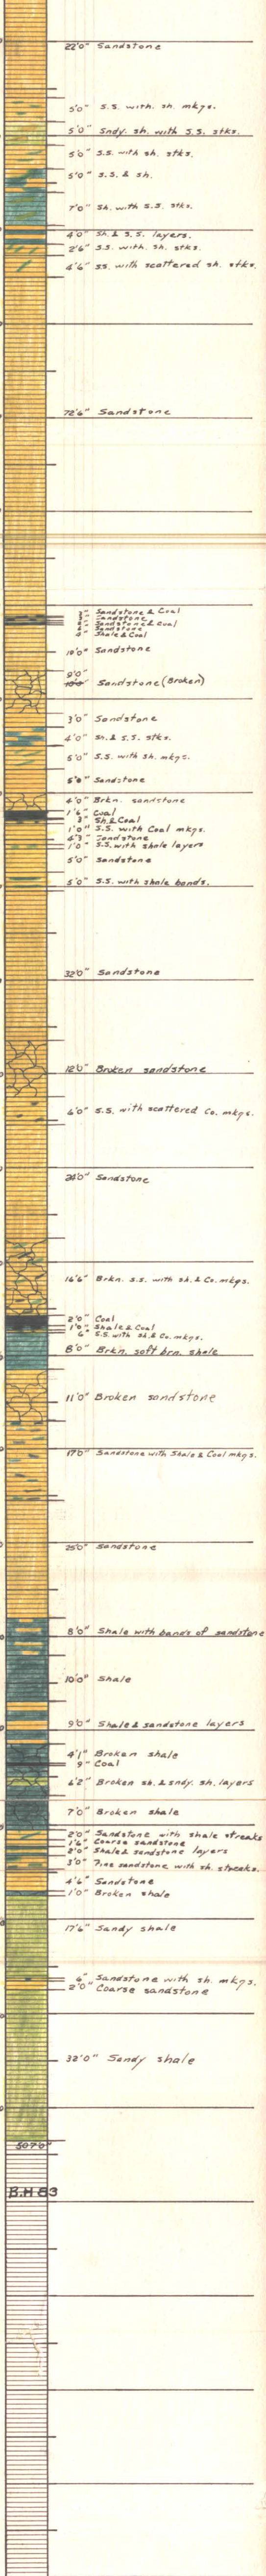 22'0" Sandstone
5'0" S.S. with. sh. mkgs.
5'0" Sndy. sh. with S.S. stks.
5'0" S.S. with sh. stks.
5'0" S.S. & sh.
7'0" Sh. with S.S. stks.
4'0" Sh. & S.S. layers.
2'6" S.S. with. sh. stks.
4'6" S.S. with scattered sh. stks.
72'6" Sandstone
Sandstone & Coal
Sandstone
Sandstone & Coal
Sandstone
4" Shale & Coal
19'0" Sandstone
9'0"
Sandstone (Broken)
3'0" Sandstone
4'0" Sh. & S.S. stks.
S.S. with sh. mkgs.
Sandstone
4'0" Brkn. sandstone
1'6" Coal
3" Sh. & Coal
1'0" S.S. with Coal mkgs.
4'3" Sandstone
1'0" S.S. with shale layers
5'0" Sandstone
5'0" S.S. with shale bands.
32'0" Sandstone
12'0" Broken sandstone
6'0" S.S. with scattered Co. mkgs.
24'0" Sandstone
16'6" Brkn. s.s. with sh. & Co. mkgs.
2'0" Coal
1'0" Shale & Coal
6" S.S. with sh. & Co. mkgs.
8'0" Brkn. soft brn. shale
11'0" Broken sandstone
17'0" Sandstone with Shale & Coal mkgs.
25'0" Sandstone
8'0" Shale with bands of sandstone
10'0" Shale
9'0" Shale & sandstone layers
4'1" Broken shale
9" Coal
6'2" Broken sh. & sndy. sh. layers
7'0" Broken shale
2'0" Sandstone with shale streaks
1'6" Coarse sandstone
2'0" Shale & sandstone layers
3'0" Fine sandstone with sh. streaks.
4'6" Sandstone
1'0" Broken shale
17'6" Sandy shale
6" Sandstone with sh. mkgs.
2'0" Coarse sandstone
32'0" Sandy shale
507'0"
B.H 83